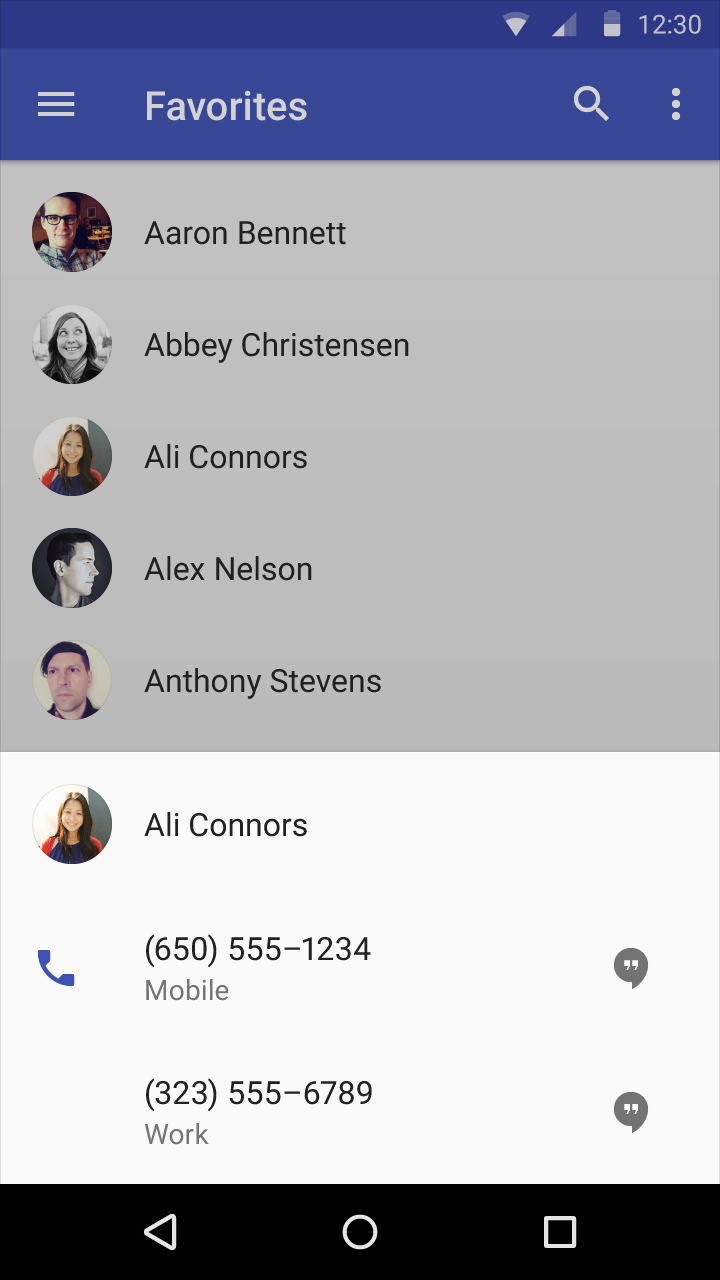 12:30
Favorites
Aaron Bennett
Abbey Christensen
Ali Connors
Alex Nelson
Anthony Stevens
Ali Connors
(650) 555–1234
Mobile
(323) 555–6789
Work